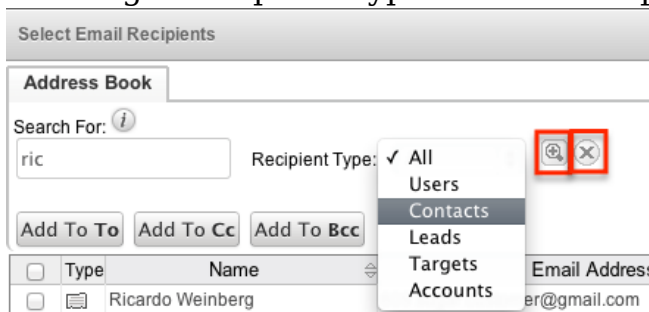 Select Email Recipients
Address Book
Search For:
ric Recipient Type: ✓ All
Users
Contacts
Leads
Targets
Accounts
Add To To Add To Cc Add To Bcc
Type Name Email Address
Ricardo Weinberg er@gmail.com